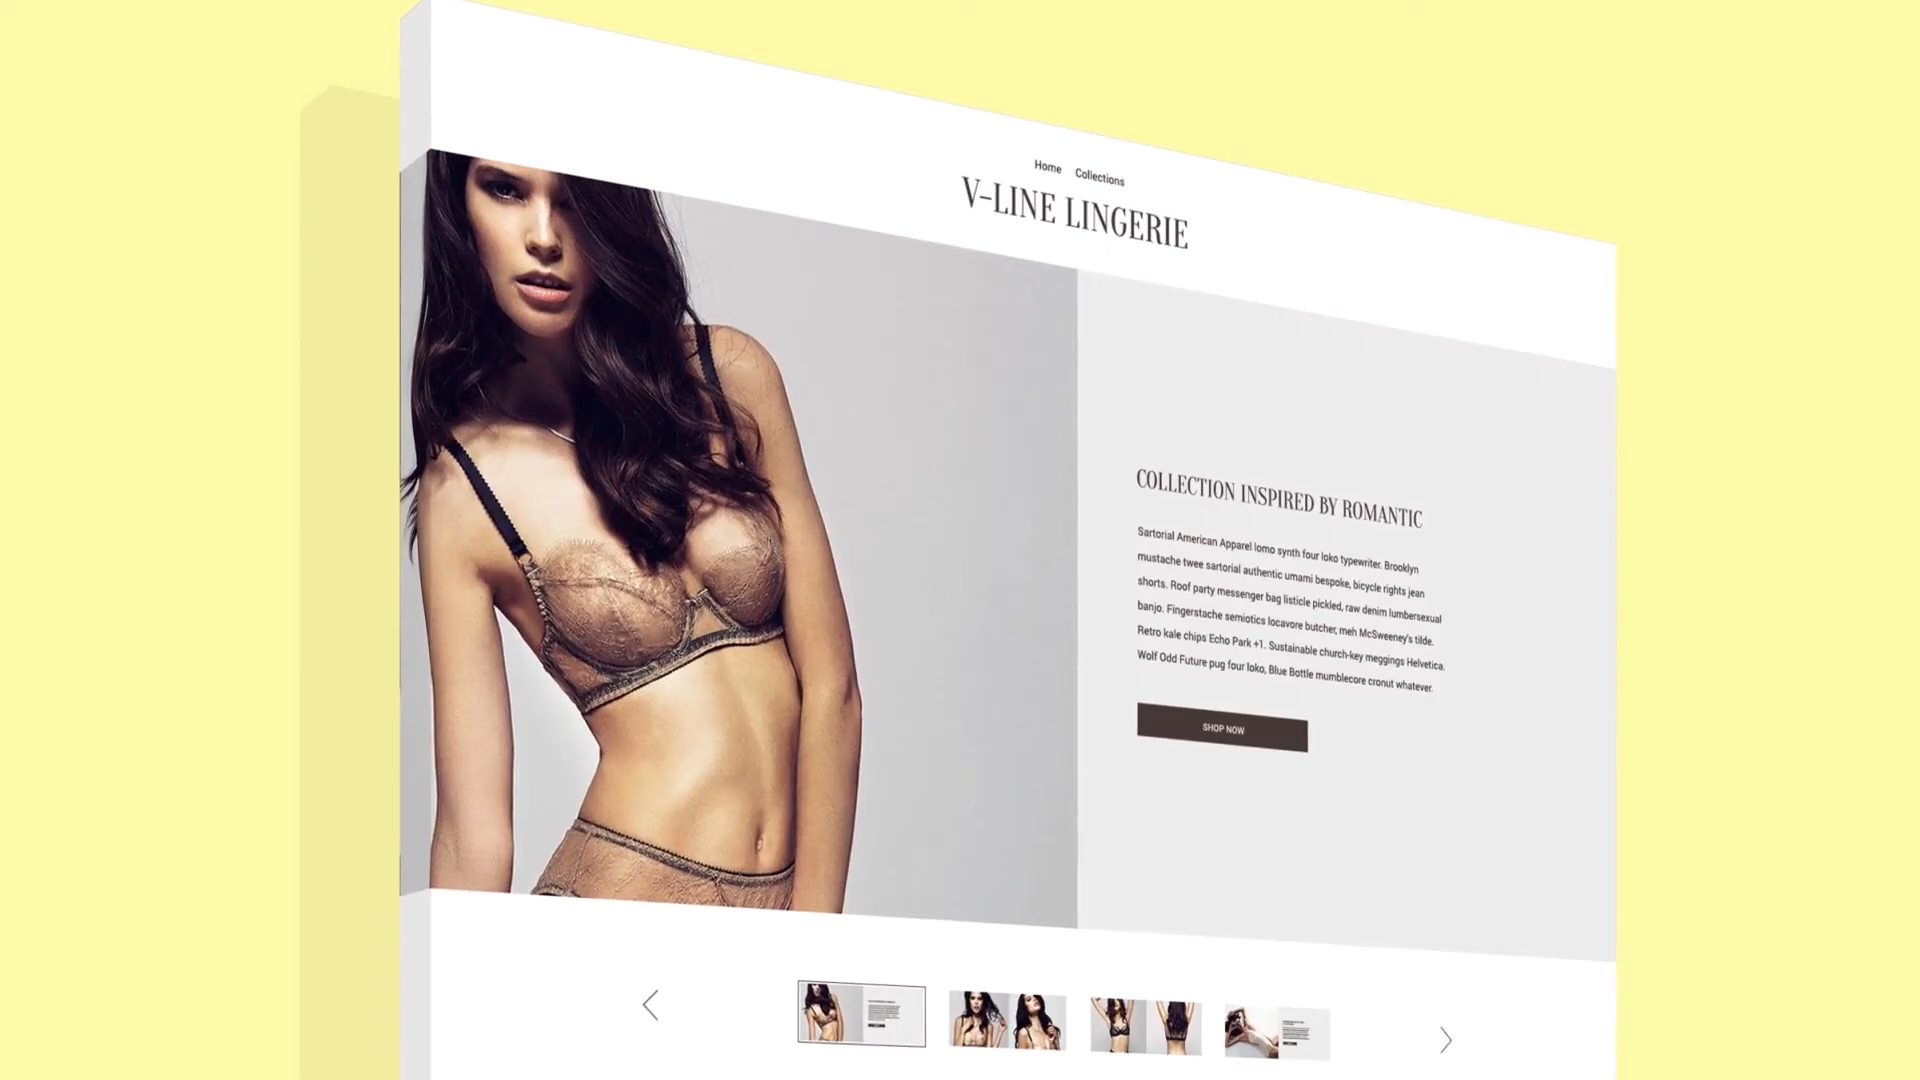 Home Collections
V-LINE LINGERIE
COLLECTION INSPIRED BY ROMANTIC
Sartorial American Apparel lomo synth four loko typewriter. Brooklyn
mustache twee sartorial authentic umami bespoke, bicycle rights jean
shorts. Roof party messenger bag listicle pickled, raw denim lumbersexual
banjo. Fingerstache semiotics locavore butcher, meh McSweeney's tilde.
Retro kale chips Echo Park +1. Sustainable church-key meggings Helvetica.
Wolf Odd Future pug four loko, Blue Bottle mumblecore cronut whatever.
SHOP NOW